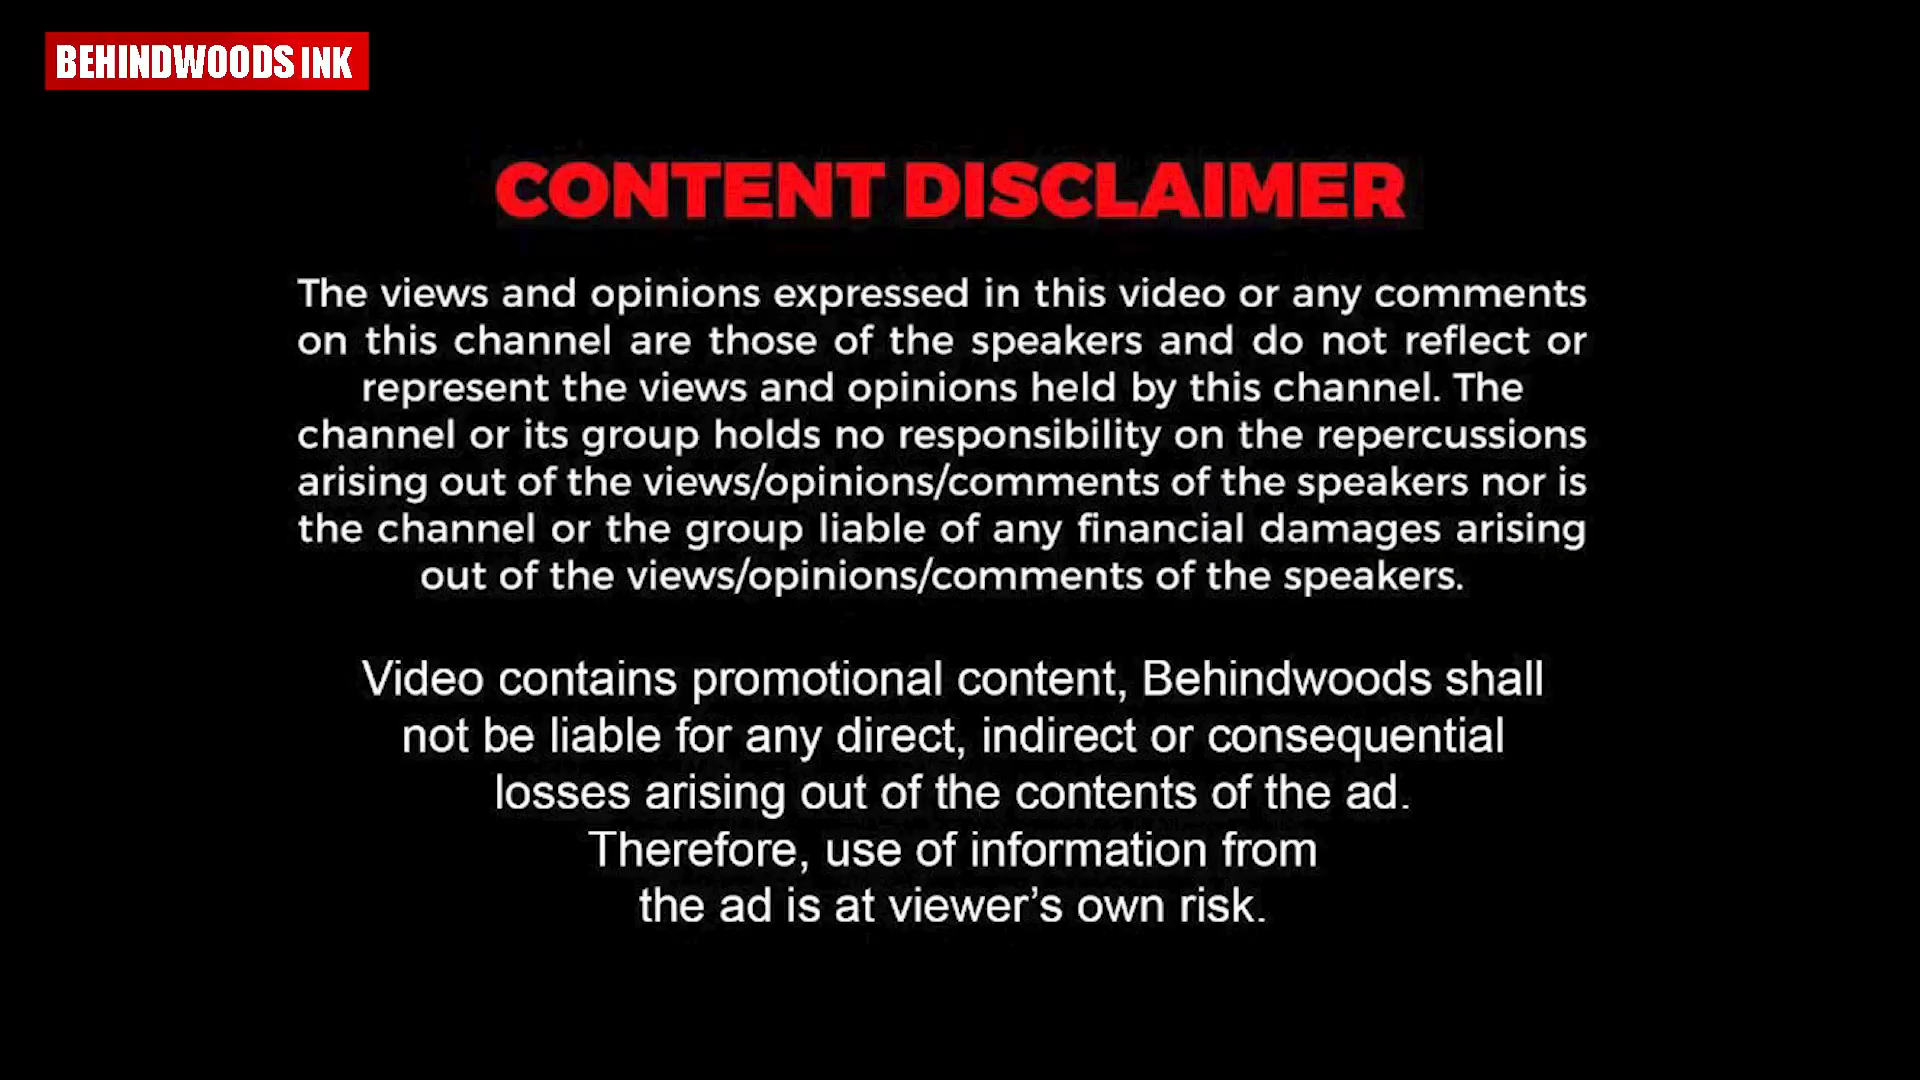 BEHINDWOODS INK
CONTENT DISCLAIMER
The views and opinions expressed in this video or any comments
on this channel are those of the speakers and do not reflect or
represent the views and opinions held by this channel. The
channel or its group holds no responsibility on the repercussions
arising out of the views/opinions/comments of the speakers nor is
the channel or the group liable of any financial damages arising
out of the views/opinions/comments of the speakers.
Video contains promotional content, Behindwoods shall
not be liable for any direct, indirect or consequential
losses arising out of the contents of the ad.
Therefore, use of information from
the ad is at viewer’s own risk.